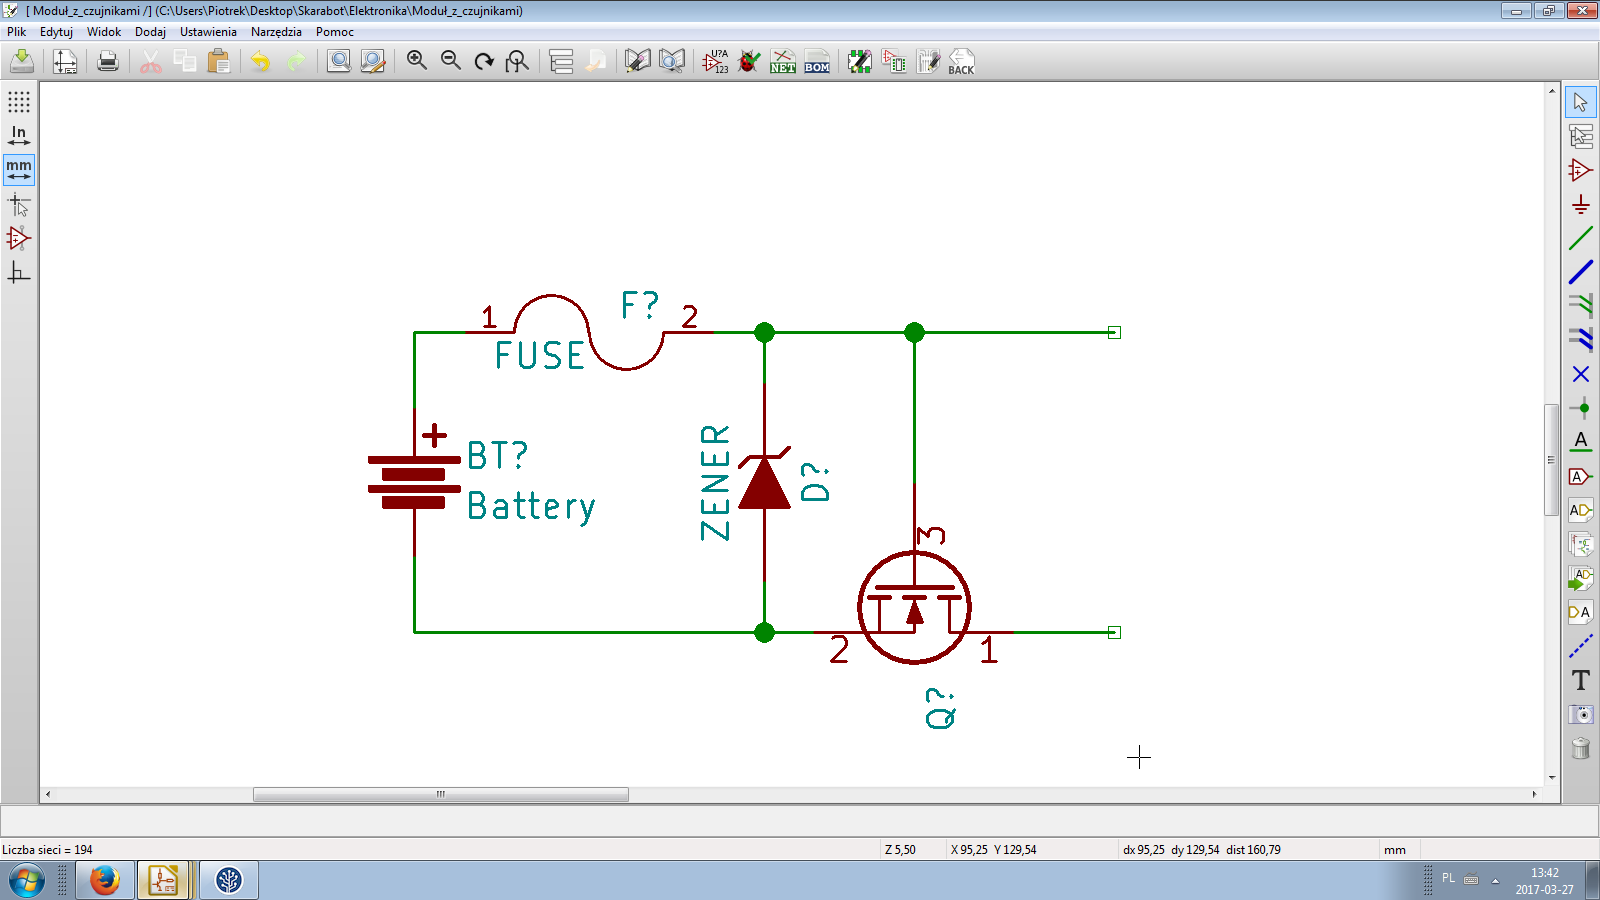 [ Moduł_z_czujnikami /] (C:\Users\Piotrek\Desktop\Skarabot\Elektronika\Moduł_z_czujnikami)
Plik Edytuj Widok Dodaj Ustawienia Narzędzia Pomoc
U?A
123
NET
BOM
BACK
In
mm
1
F?
2
FUSE
+
BT?
Battery
ZENER
D?
3
2
1
Q?
A
A
AD
AD
DA
T
Liczba sieci = 194
Z 5,50
X 95,25 Y 129,54
dx 95,25 dy 129,54 dist 160,79
mm
PL
13:42
2017-03-27